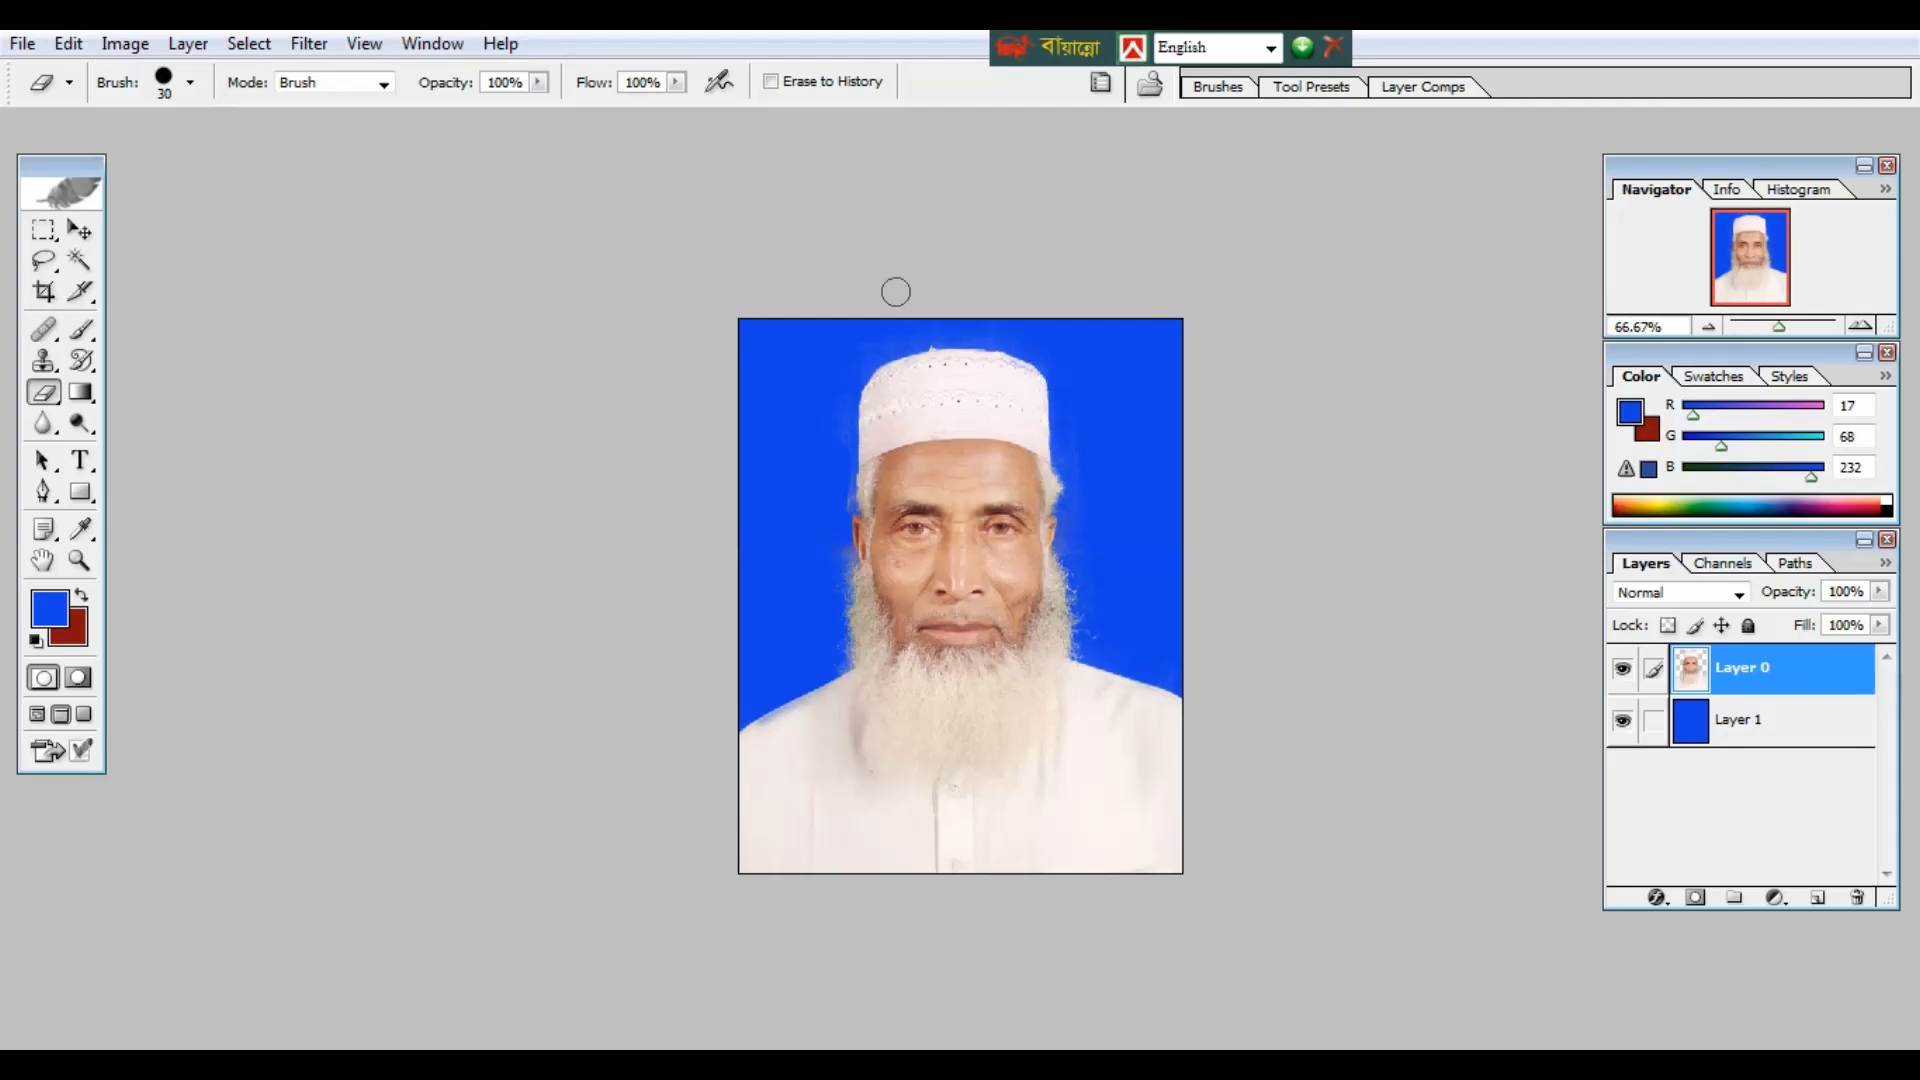 File Edit Image Layer Select Filter View Window Help
বায়ান্নো English
Brush: 30 Mode: Brush Opacity: 100% Flow: 100% Erase to History
Brushes Tool Presets Layer Comps
Navigator Info Histogram
66.67%
Color Swatches Styles
R 17
G 68
B 232
Layers Channels Paths
Normal Opacity: 100%
Lock: Fill: 100%
Layer 0
Layer 1